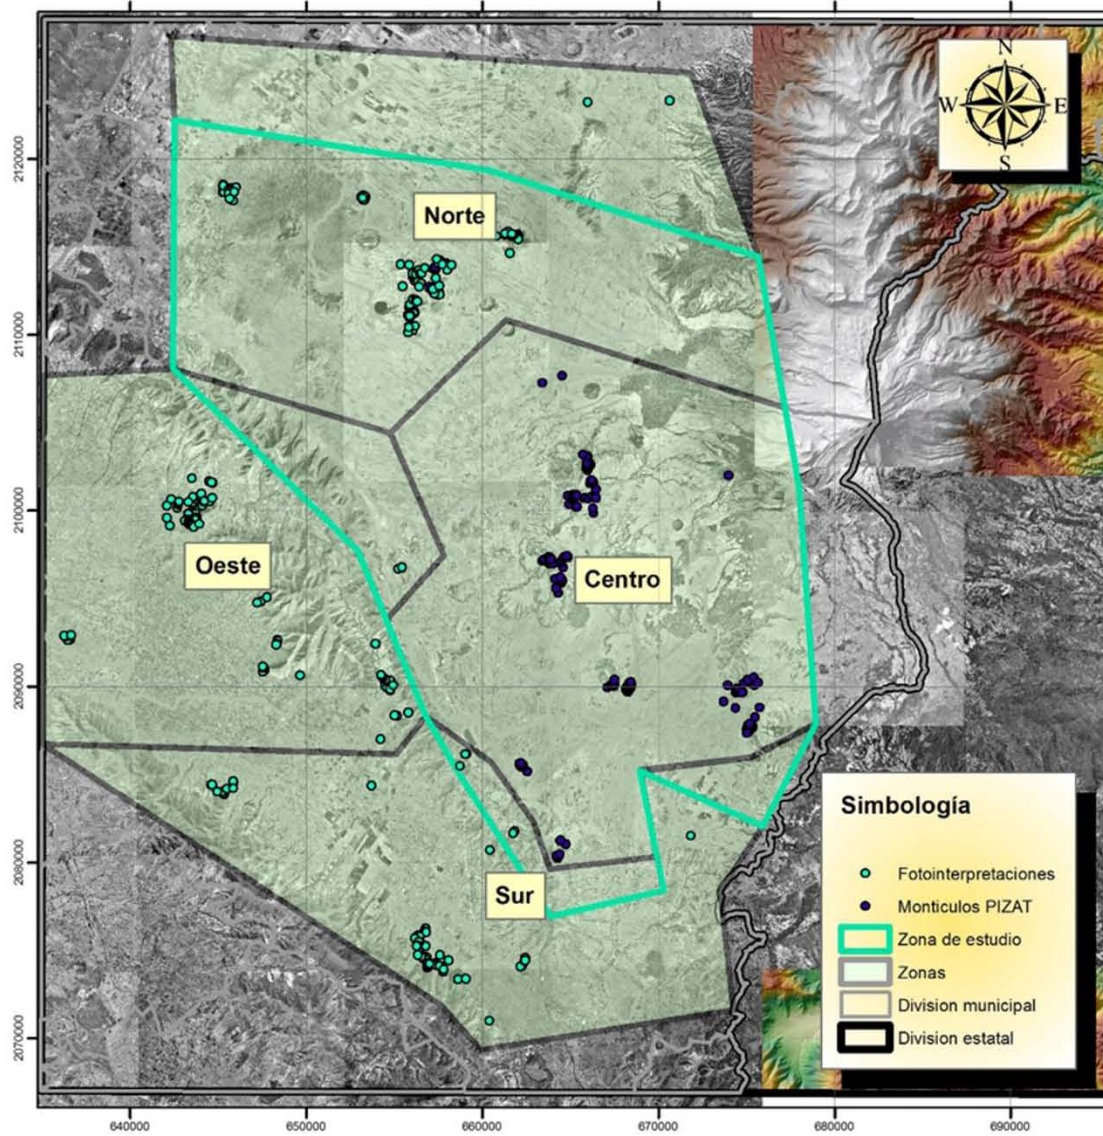 N
W E
S
2120000
Norte
2110000
2100000
Oeste
Centro
2090000
Simbología
Fotointerpretaciones
2080000
Sur
Monticulos PIZAT
Zona de estudio
Zonas
Division municipal
2070000
Division estatal
640000 650000 660000 670000 680000 690000